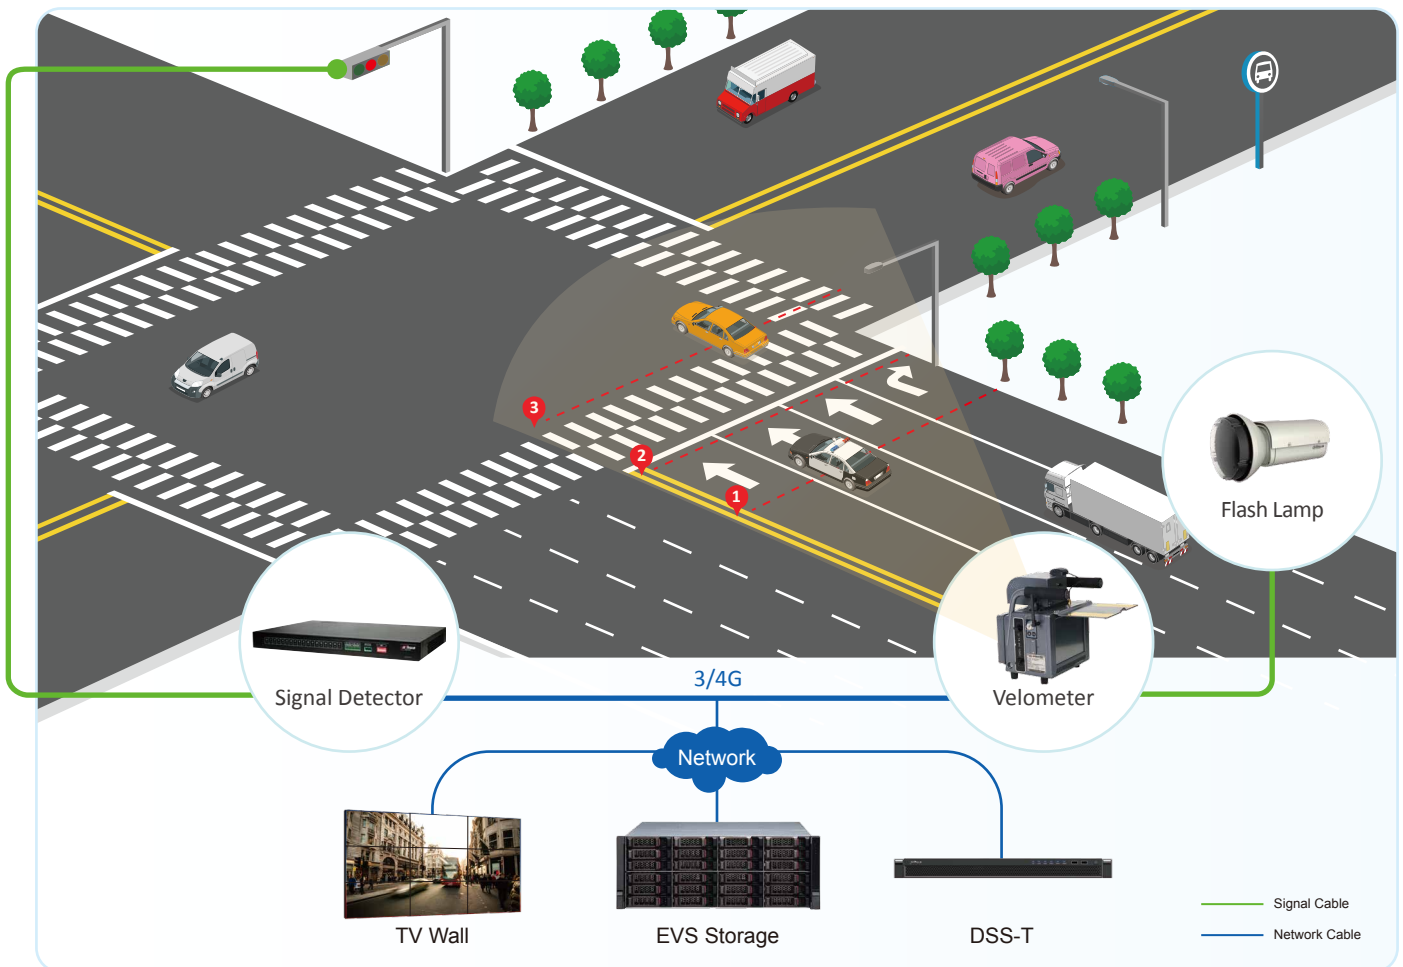 3
2
1
Flash Lamp
Signal Detector
3/4G
Velometer
Network
TV Wall
EVS Storage
DSS-T
Signal Cable
Network Cable